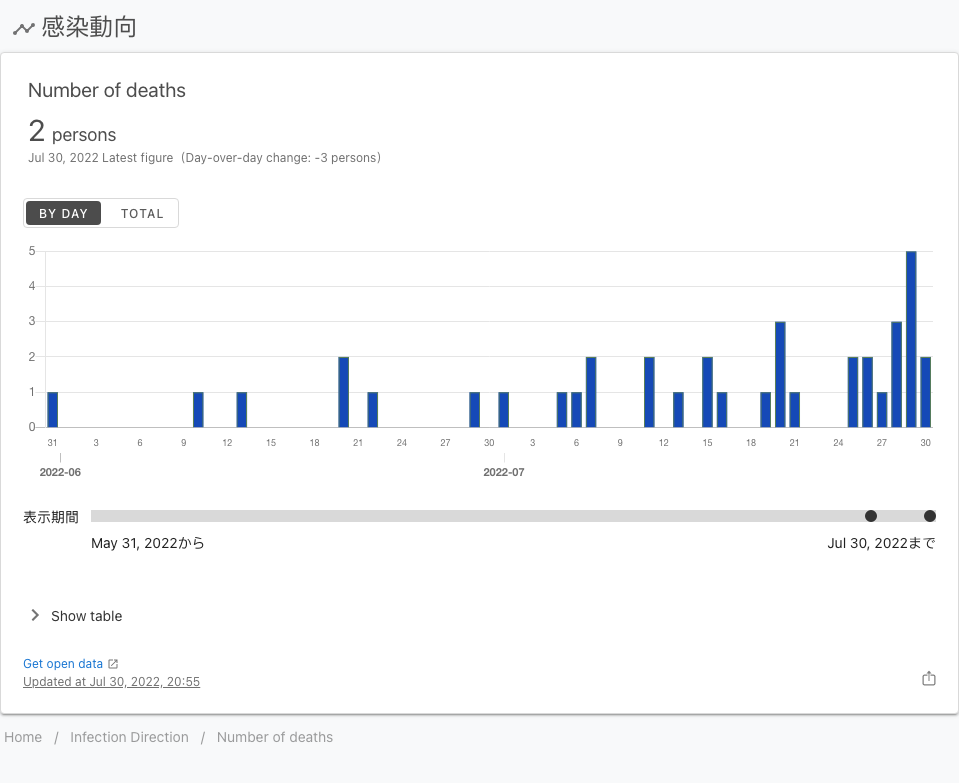 感染動向
Number of deaths
2 persons
Jul 30, 2022 Latest figure (Day-over-day change: -3 persons)
BY DAY TOTAL
5
4
3
2
1
0
31 3 6 9 12 15 18 21 24 27 30 3 6 9 12 15 18 21 24 27 30
2022-06 2022-07
表示期間
May 31, 2022から Jul 30, 2022まで
Show table
Get open data
Updated at Jul 30, 2022, 20:55
Home / Infection Direction / Number of deaths